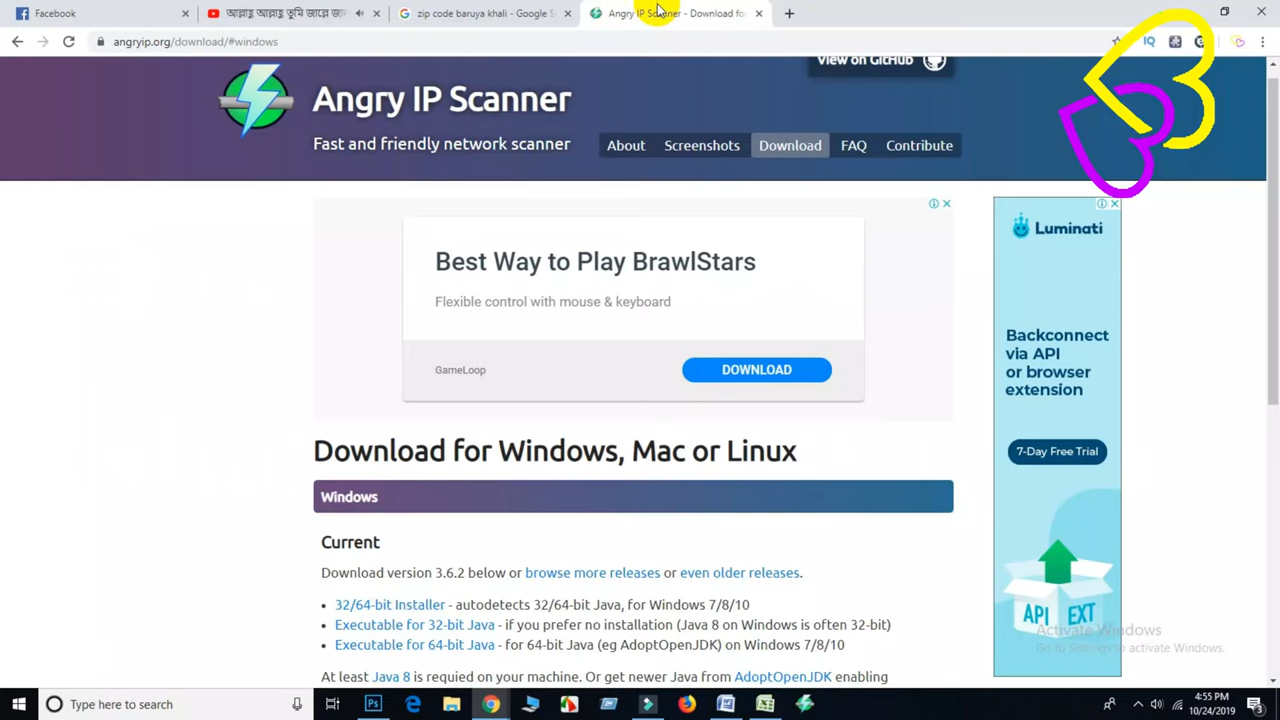 Facebook
আল্লাহু আল্লাহু তুমি জাল্লে জা
zip code baruya khali - Google S
Angry IP Scanner - Download fo
angryip.org/download/#windows
View on GitHub
Angry IP Scanner
Fast and friendly network scanner
About Screenshots Download FAQ Contribute
Best Way to Play BrawlStars
Flexible control with mouse & keyboard
GameLoop
DOWNLOAD
Luminati
Backconnect
via API
or browser
extension
7-Day Free Trial
API EXT
Download for Windows, Mac or Linux
Windows
Current
Download version 3.6.2 below or browse more releases or even older releases.
32/64-bit Installer - autodetects 32/64-bit Java, for Windows 7/8/10
Executable for 32-bit Java - if you prefer no installation (Java 8 on Windows is often 32-bit)
Executable for 64-bit Java - for 64-bit Java (eg AdoptOpenJDK) on Windows 7/8/10
At least Java 8 is requied on your machine. Or get newer Java from AdoptOpenJDK enabling
Activate Windows
Go to Settings to activate Windows.
Type here to search
4:55 PM
10/24/2019